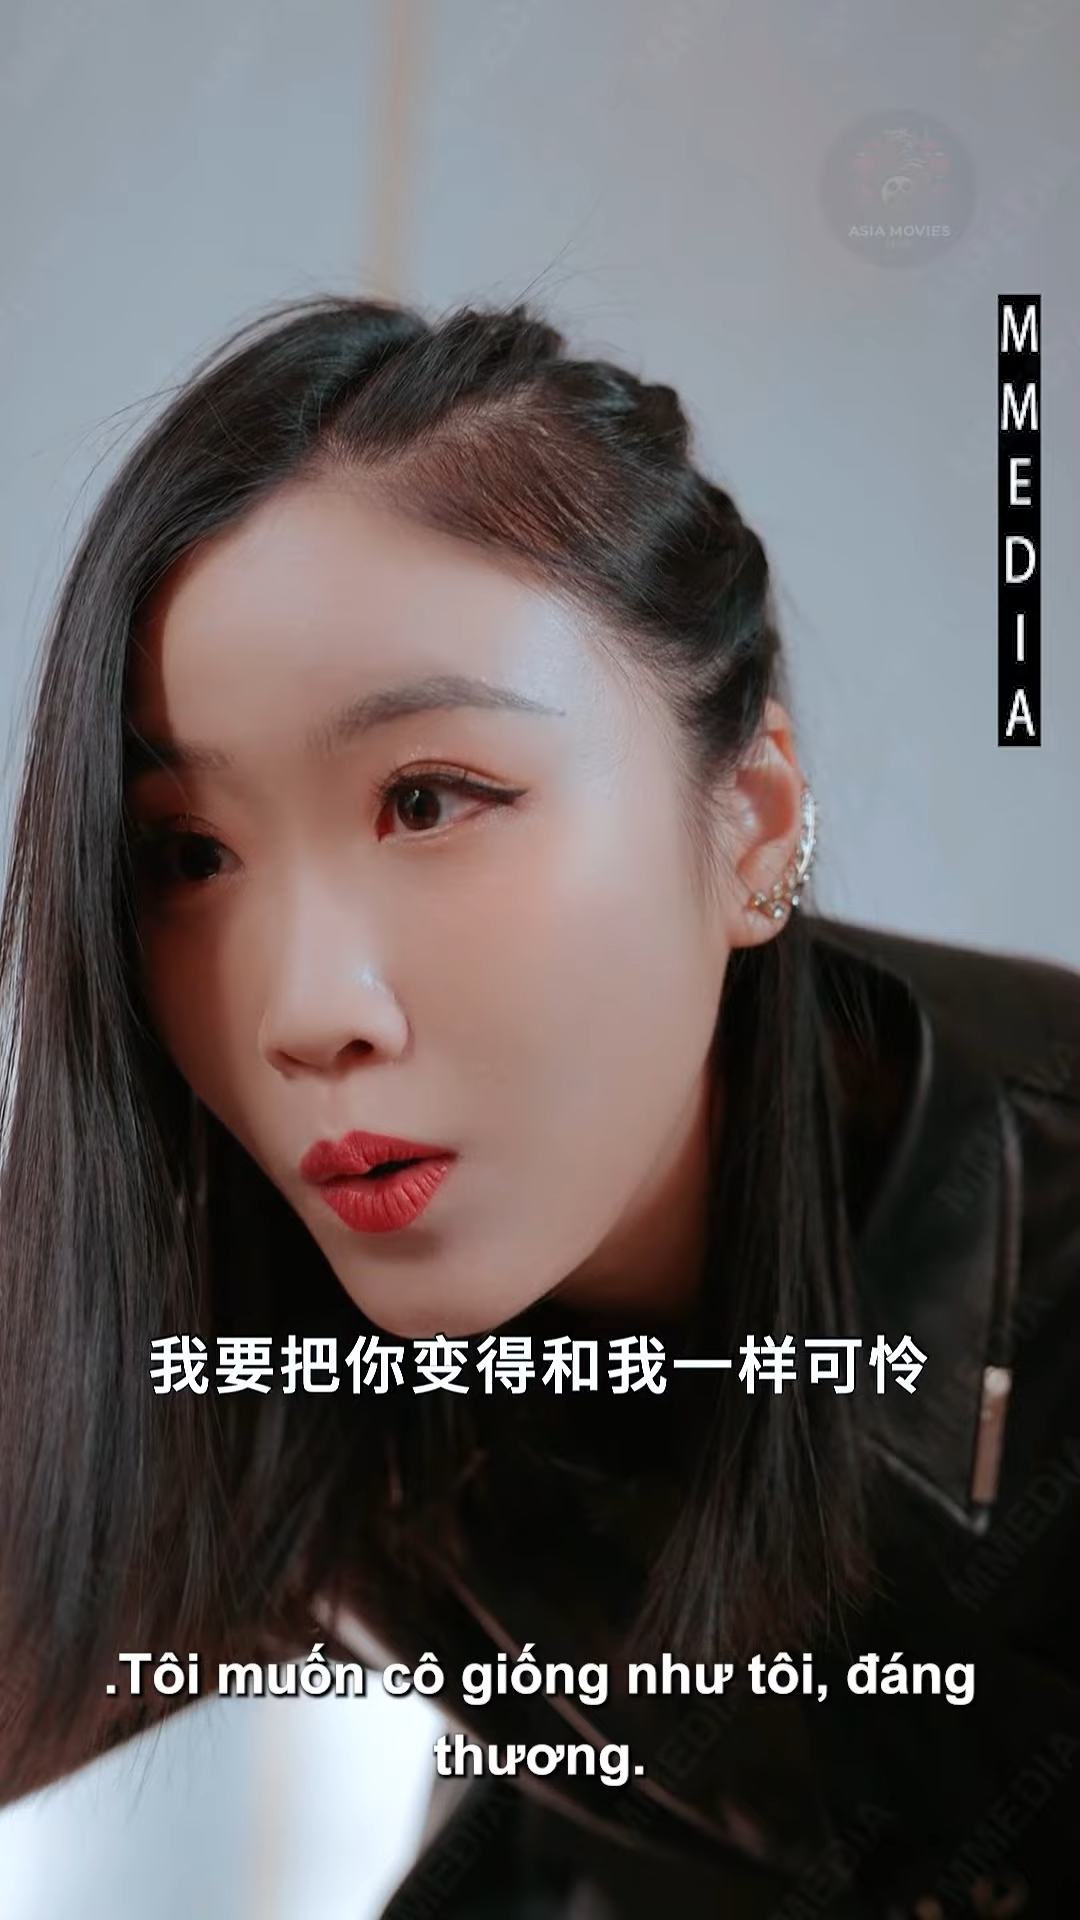 ASIA MOVIES
MMEDIA
我要把你变得和我一样可怜
.Tôi muốn cô giống như tôi, đáng
thương.